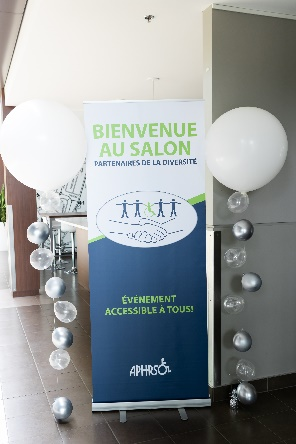 BIENVENUE
AU SALON
PARTENAIRES DE LA DIVERSITÉ
ÉVÉNEMENT
ACCESSIBLE À TOUS!
APHRSO